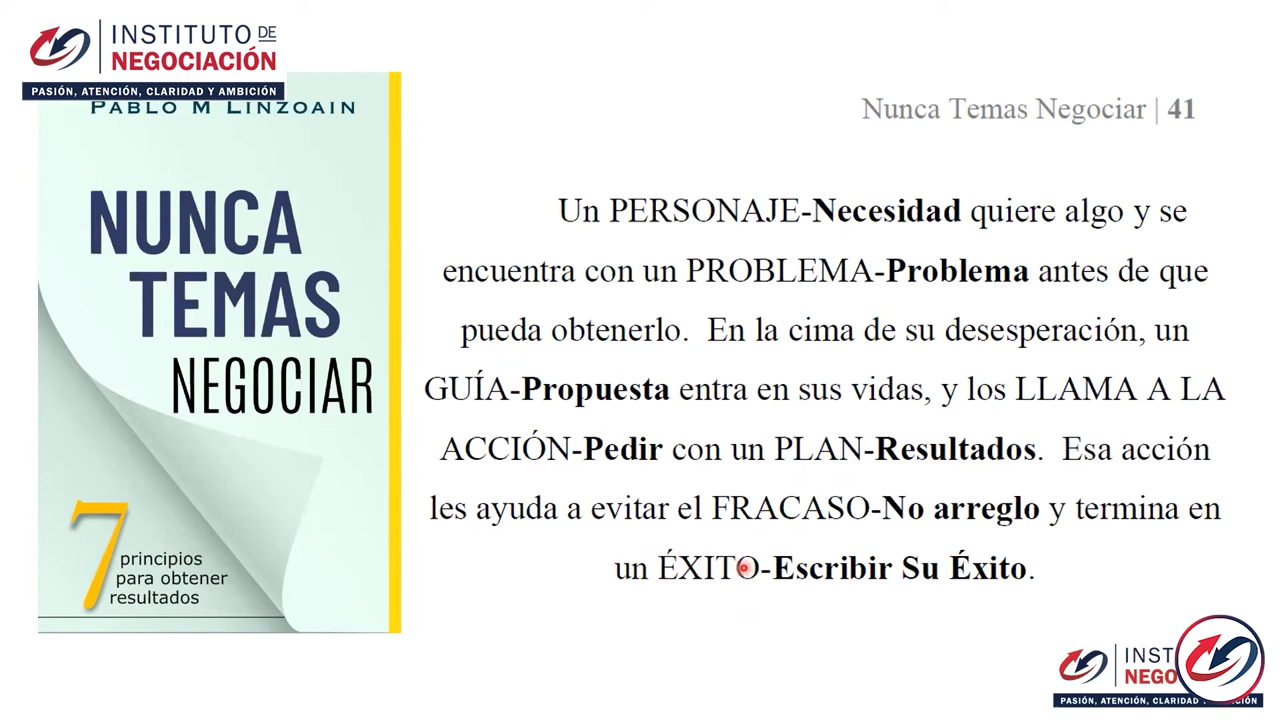 INSTITUTO DE
NEGOCIACIÓN
PASIÓN, ATENCIÓN, CLARIDAD Y AMBICIÓN
PABLO M LINZOAIN
NUNCA
TEMAS
NEGOCIAR
7 principios
para obtener
resultados
Nunca Temas Negociar | 41
Un PERSONAJE-Necesidad quiere algo y se
encuentra con un PROBLEMA-Problema antes de que
pueda obtenerlo. En la cima de su desesperación, un
GUÍA-Propuesta entra en sus vidas, y los LLAMA A LA
ACCIÓN-Pedir con un PLAN-Resultados. Esa acción
les ayuda a evitar el FRACASO-No arreglo y termina en
un ÉXITO-Escribir Su Éxito.
INST
NEGO
PASIÓN, ATENCIÓN, CLARIDAD